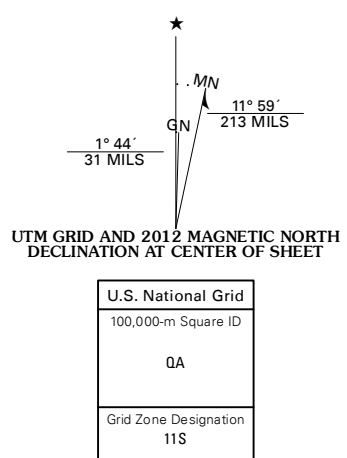 ★
MN
GN
11° 59´
213 MILS
1° 44´
31 MILS
UTM GRID AND 2012 MAGNETIC NORTH
DECLINATION AT CENTER OF SHEET
U.S. National Grid
100,000-m Square ID
QA
Grid Zone Designation
11S